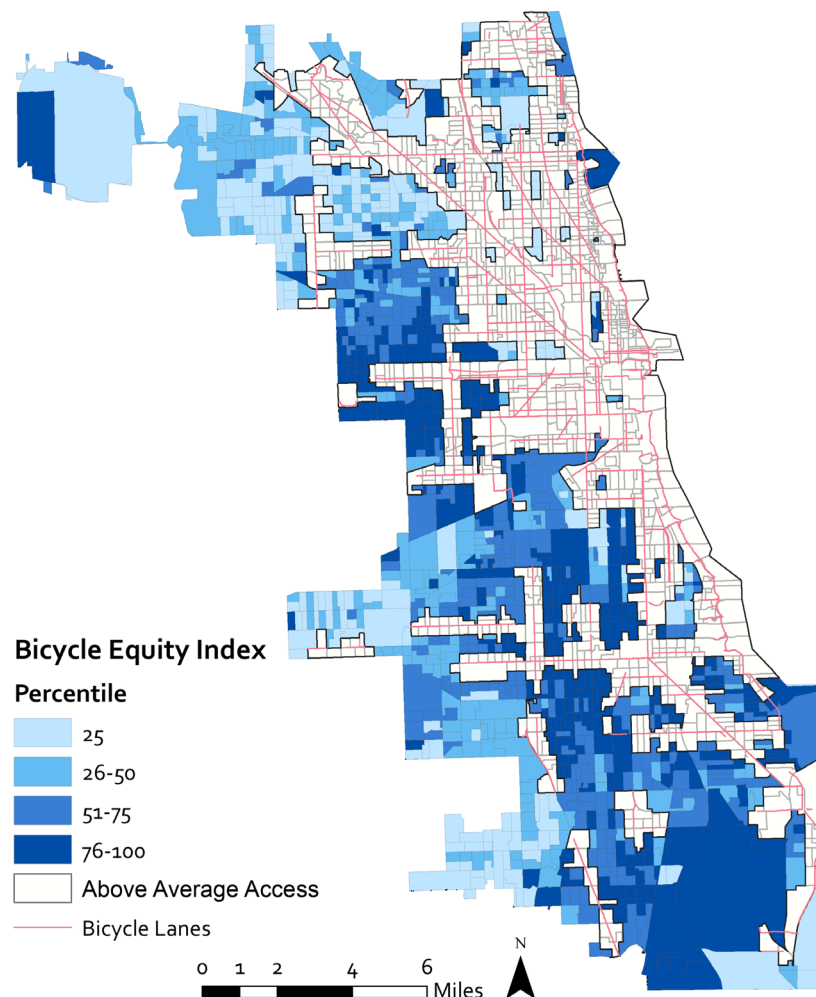 Bicycle Equity Index
Percentile
25
26-50
51-75
76-100
Above Average Access
Bicycle Lanes
0 1 2 4 6
Miles
N